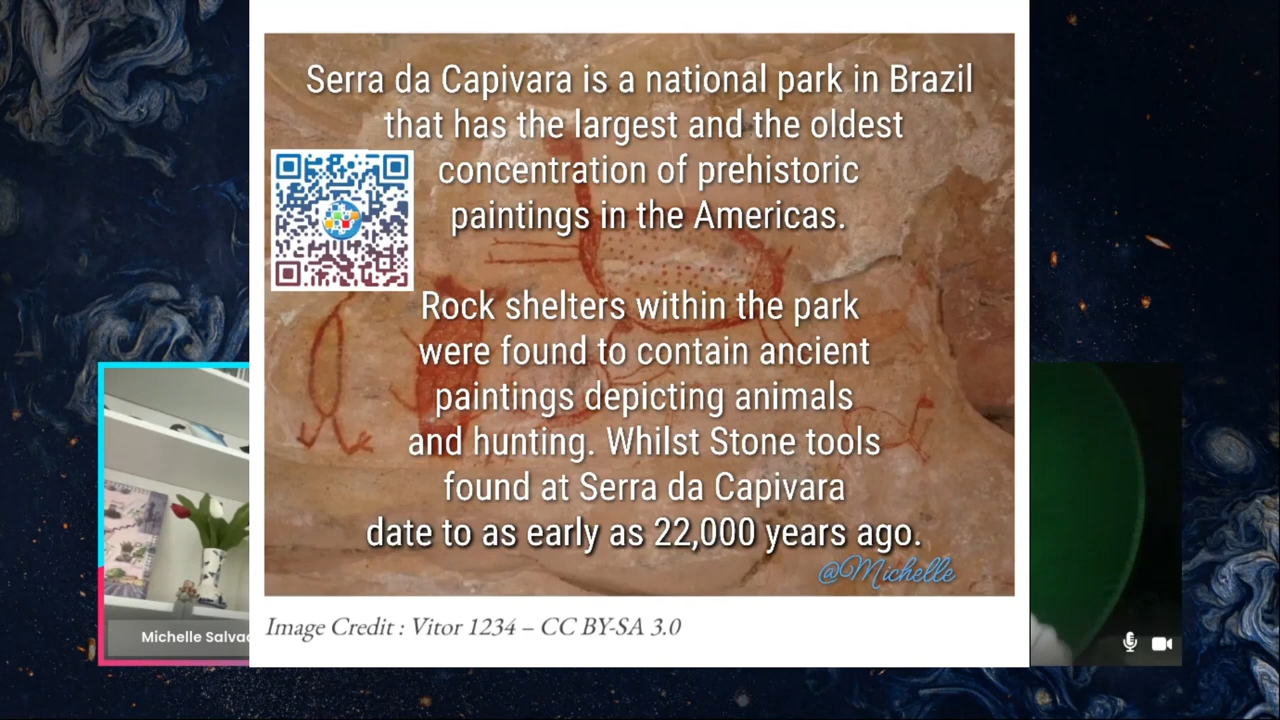 Serra da Capivara is a national park in Brazil
that has the largest and the oldest
concentration of prehistoric
paintings in the Americas.
Rock shelters within the park
were found to contain ancient
paintings depicting animals
and hunting. Whilst Stone tools
found at Serra da Capivara
date to as early as 22,000 years ago.
@Michelle
Image Credit : Vitor 1234 – CC BY-SA 3.0
Michelle